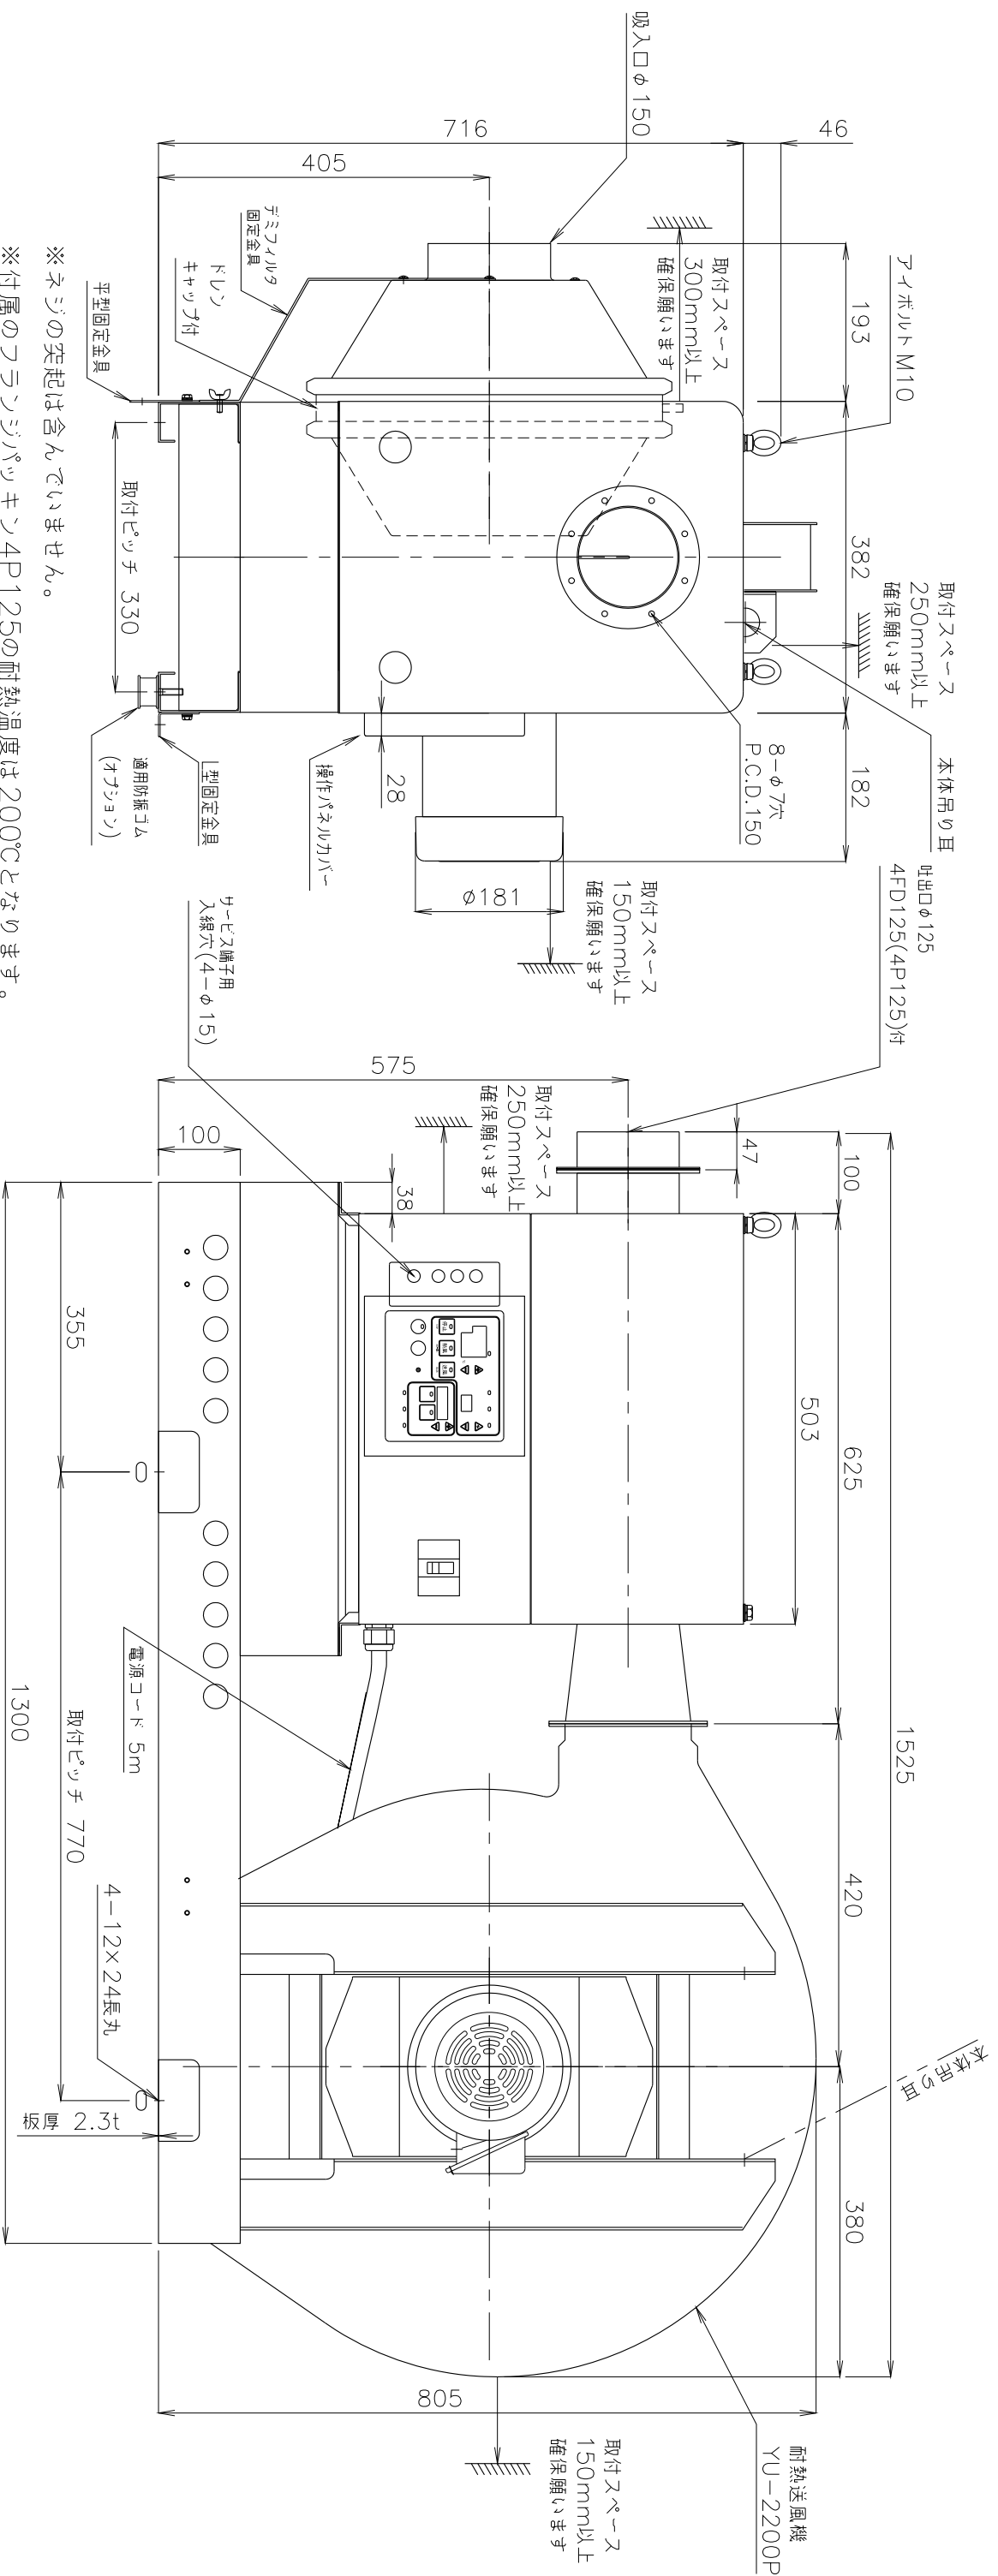 吸入口φ150
アイボルト M10
716
46
405
193
382
182
取付スペース
300mm以上
確保願います
取付スペース
250mm以上
確保願います
本体吊り耳
8-φ7穴
P.C.D.150
デミフィルタ
固定金具
ドレン
キャップ付
平型固定金具
取付ピッチ 330
28
操作パネルカバー
L型固定金具
適用防振ゴム
(オプション)
φ181
取付スペース
150mm以上
確保願います
※ネジの突起は含んでいません。
※付属のフランジパッキン4P125の耐熱温度は200℃となります。
吐出口φ125
4FD125(4P125)付
サービス端子用
入線穴(4-φ15)
575
100
取付スペース
250mm以上
確保願います
47
100
38
503
625
1525
420
380
停止
送風
355
取付ピッチ 770
1300
電源コード 5m
4-12×24長丸
板厚 2.3t
本体吊り耳
805
取付スペース
150mm以上
確保願います
耐熱送風機
YU-2200P